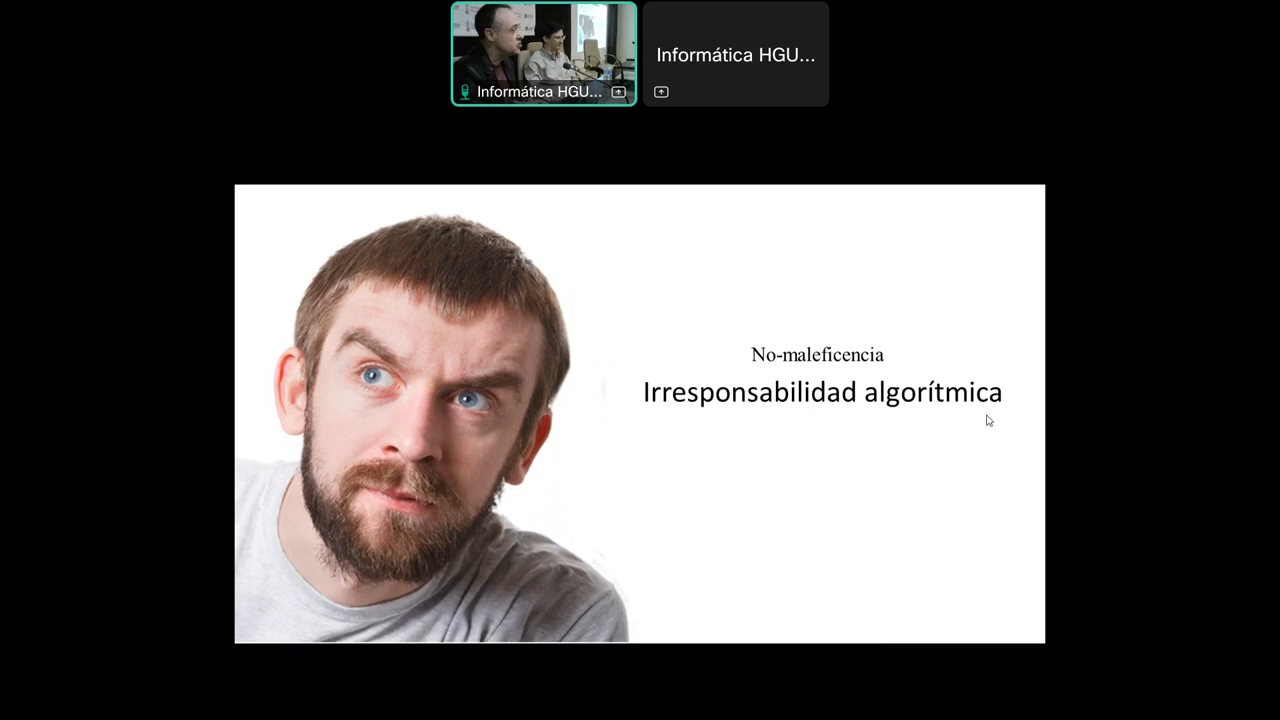 Informática HGU...
Informática HGU...
No-maleficencia
Irresponsabilidad algorítmica